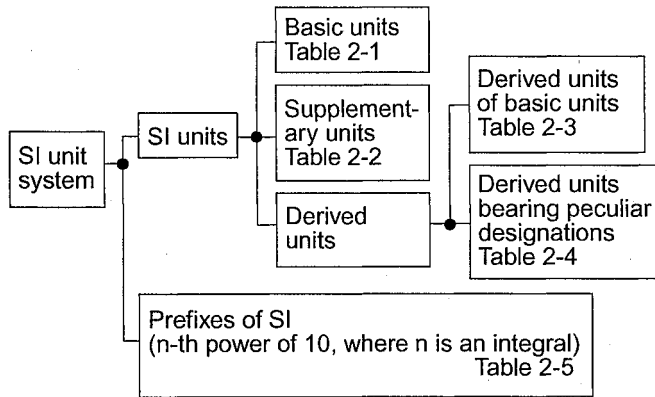 Basic units
Table 2-1
Derived units
of basic units
Table 2-3
Supplement-
ary units
Table 2-2
SI units
SI unit
system
Derived units
bearing peculiar
designations
Table 2-4
Derived
units
Prefixes of SI
(n-th power of 10, where n is an integral)
Table 2-5